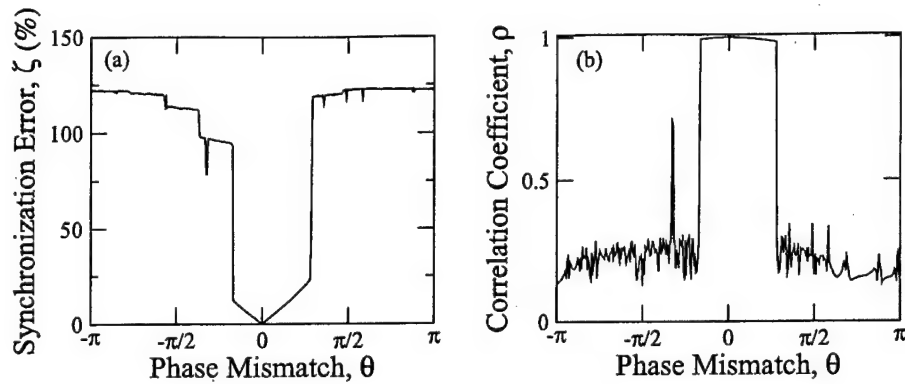 Synchronization Error, ζ (%)
150
100
50
0
(a)
-π
-π/2
0
π/2
π
Phase Mismatch, θ
Correlation Coefficient, ρ
1
0.5
0
(b)
-π
-π/2
0
π/2
π
Phase Mismatch, θ